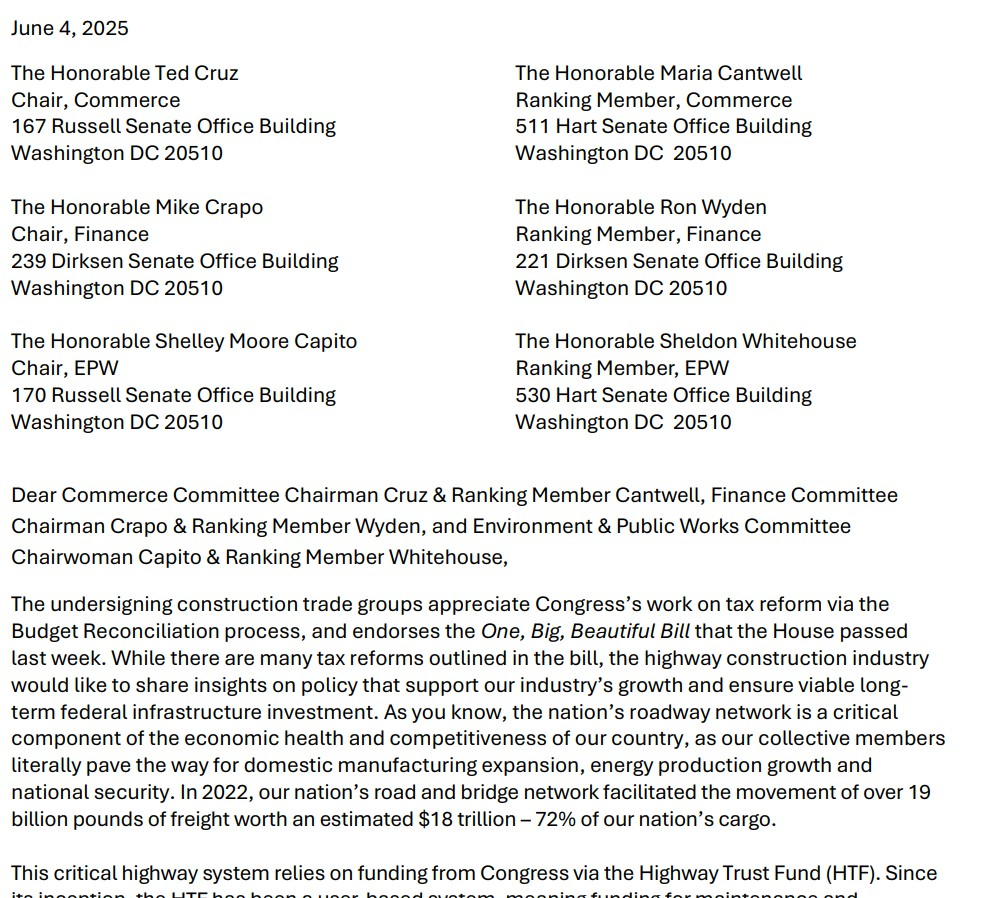 June 4, 2025
The Honorable Ted Cruz
Chair, Commerce
167 Russell Senate Office Building
Washington DC 20510
The Honorable Maria Cantwell
Ranking Member, Commerce
511 Hart Senate Office Building
Washington DC  20510
The Honorable Mike Crapo
Chair, Finance
239 Dirksen Senate Office Building
Washington DC 20510
The Honorable Ron Wyden
Ranking Member, Finance
221 Dirksen Senate Office Building
Washington DC 20510
The Honorable Shelley Moore Capito
Chair, EPW
170 Russell Senate Office Building
Washington DC 20510
The Honorable Sheldon Whitehouse
Ranking Member, EPW
530 Hart Senate Office Building
Washington DC  20510
Dear Commerce Committee Chairman Cruz & Ranking Member Cantwell, Finance Committee
Chairman Crapo & Ranking Member Wyden, and Environment & Public Works Committee
Chairwoman Capito & Ranking Member Whitehouse,
The undersigning construction trade groups appreciate Congress’s work on tax reform via the
Budget Reconciliation process, and endorses the One, Big, Beautiful Bill that the House passed
last week. While there are many tax reforms outlined in the bill, the highway construction industry
would like to share insights on policy that support our industry’s growth and ensure viable long-
term federal infrastructure investment. As you know, the nation’s roadway network is a critical
component of the economic health and competitiveness of our country, as our collective members
literally pave the way for domestic manufacturing expansion, energy production growth and
national security. In 2022, our nation’s road and bridge network facilitated the movement of over 19
billion pounds of freight worth an estimated $18 trillion – 72% of our nation’s cargo.
This critical highway system relies on funding from Congress via the Highway Trust Fund (HTF). Since
its inception, the HTF has been a user-based system, meaning funding for maintenance and